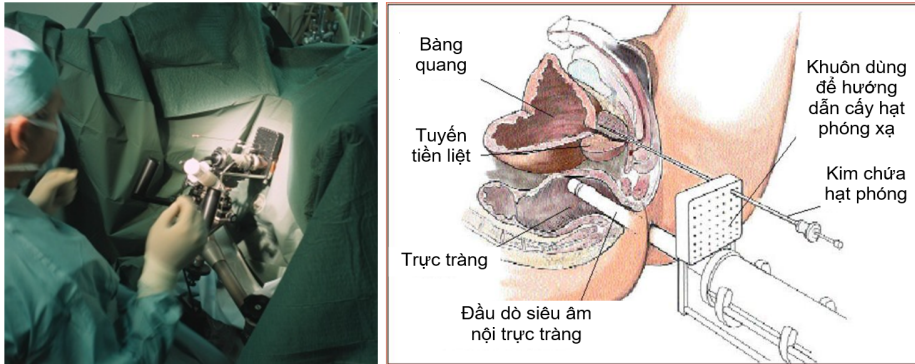 Bàng
quang
Tuyến
tiền liệt
Trực tràng
Đầu dò siêu âm
nội trực tràng
Khuôn dùng
để hướng
dẫn cấy hạt
phóng xạ
Kim chứa
hạt phóng